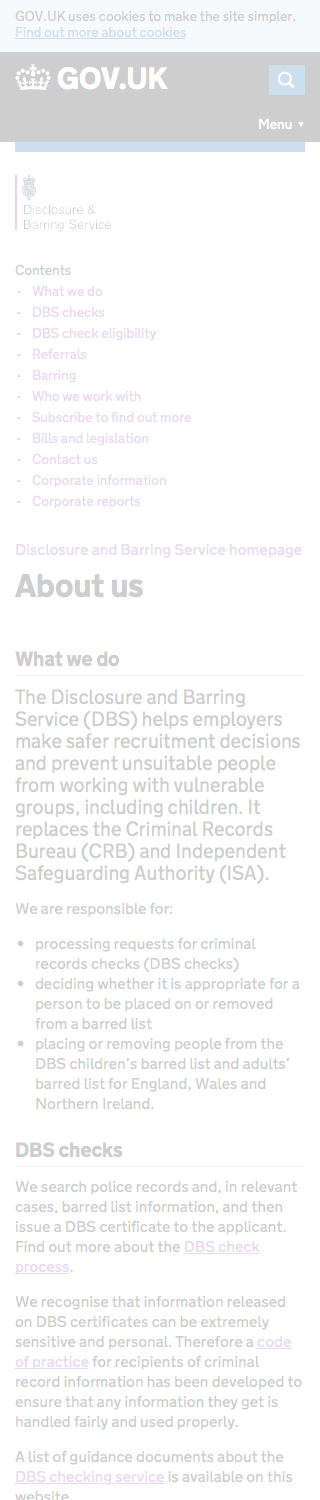 GOV.UK uses cookies to make the site simpler.
Find out more about cookies
GOV.UK
Menu ▼
Disclosure &
Barring Service
Contents
- What we do
- DBS checks
- DBS check eligibility
- Referrals
- Barring
- Who we work with
- Subscribe to find out more
- Bills and legislation
- Contact us
- Corporate information
- Corporate reports
Disclosure and Barring Service homepage
About us
What we do
The Disclosure and Barring
Service (DBS) helps employers
make safer recruitment decisions
and prevent unsuitable people
from working with vulnerable
groups, including children. It
replaces the Criminal Records
Bureau (CRB) and Independent
Safeguarding Authority (ISA).
We are responsible for:
• processing requests for criminal
records checks (DBS checks)
• deciding whether it is appropriate for a
person to be placed on or removed
from a barred list
• placing or removing people from the
DBS children's barred list and adults'
barred list for England, Wales and
Northern Ireland.
DBS checks
We search police records and, in relevant
cases, barred list information, and then
issue a DBS certificate to the applicant.
Find out more about the DBS check
process.
We recognise that information released
on DBS certificates can be extremely
sensitive and personal. Therefore a code
of practice for recipients of criminal
record information has been developed to
ensure that any information they get is
handled fairly and used properly.
A list of guidance documents about the
DBS checking service is available on this
website